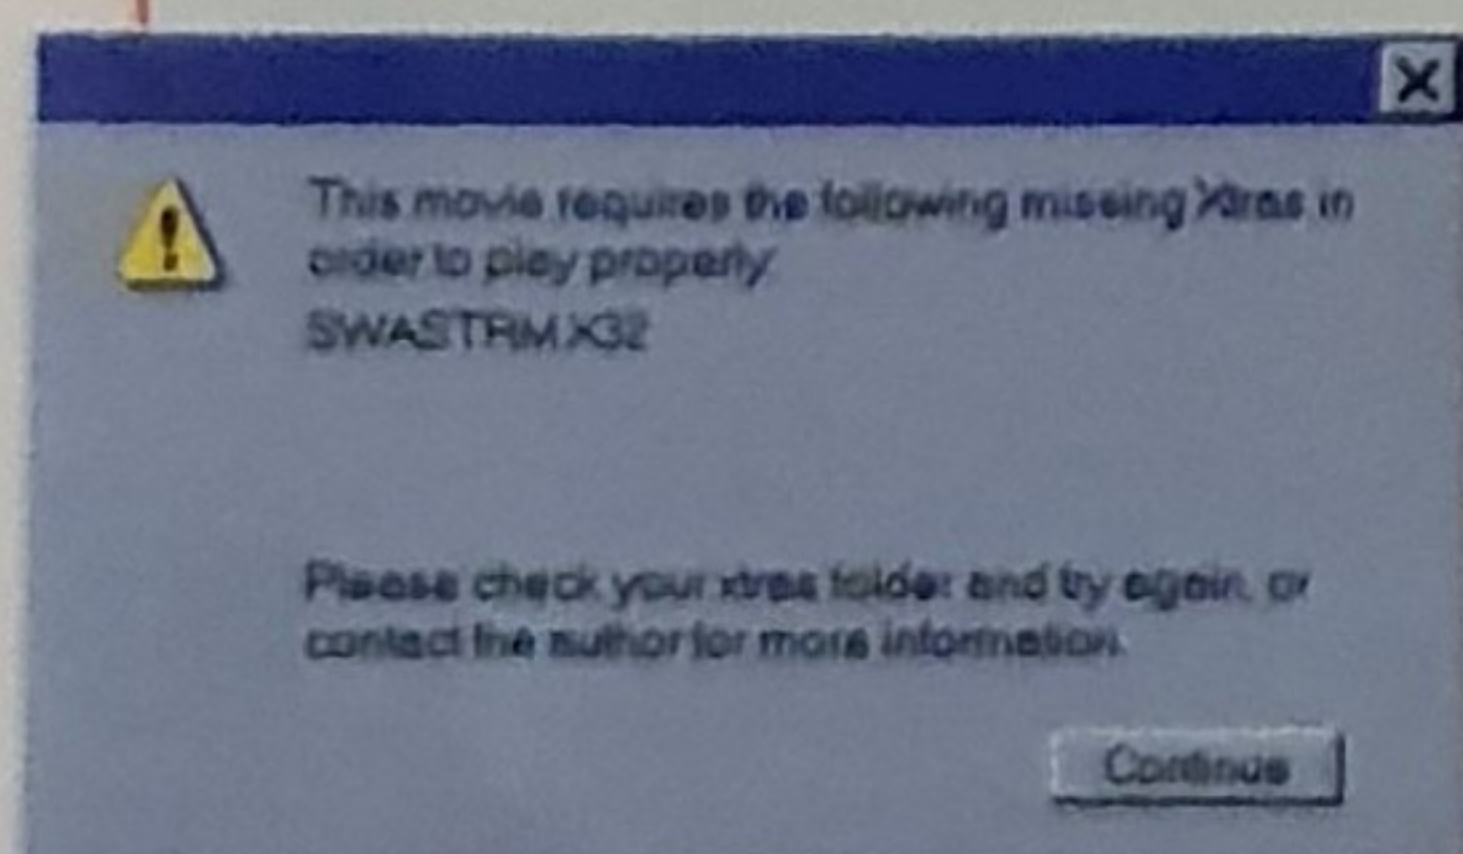 This movie requires the following missing Xtras in
order to play properly:
SWASTRM.X32
Please check your xtras folder and try again, or
contact the author for more information.
Continue